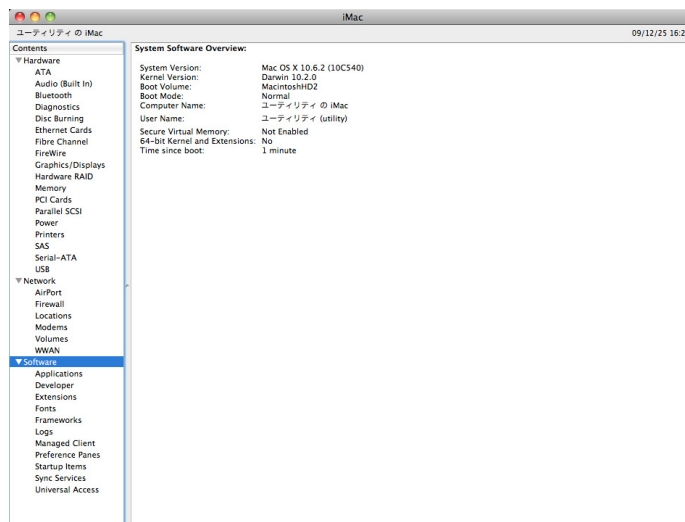 iMac
ユーティリティ の iMac
09/12/25 16:2
Contents
Hardware
ATA
Audio (Built In)
Bluetooth
Diagnostics
Disc Burning
Ethernet Cards
Fibre Channel
FireWire
Graphics/Displays
Hardware RAID
Memory
PCI Cards
Parallel SCSI
Power
Printers
SAS
Serial-ATA
USB
Network
AirPort
Firewall
Locations
Modems
Volumes
WWAN
Software
Applications
Developer
Extensions
Fonts
Frameworks
Logs
Managed Client
Preference Panes
Startup Items
Sync Services
Universal Access
System Software Overview:
System Version: Mac OS X 10.6.2 (10C540)
Kernel Version: Darwin 10.2.0
Boot Volume: MacintoshHD2
Boot Mode: Normal
Computer Name: ユーティリティ の iMac
User Name: ユーティリティ (utility)
Secure Virtual Memory: Not Enabled
64-bit Kernel and Extensions: No
Time since boot: 1 minute